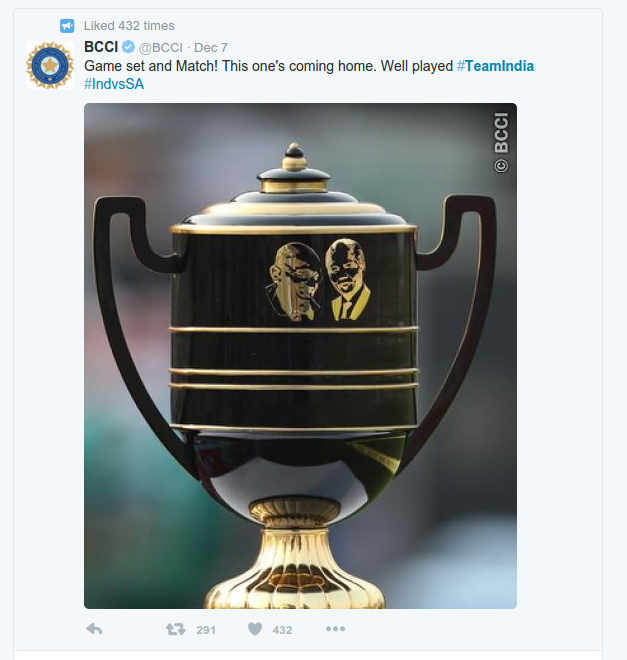 Liked 432 times
BCCI @BCCI · Dec 7
Game set and Match! This one's coming home. Well played #TeamIndia
#IndvsSA
© BCCI
291 432